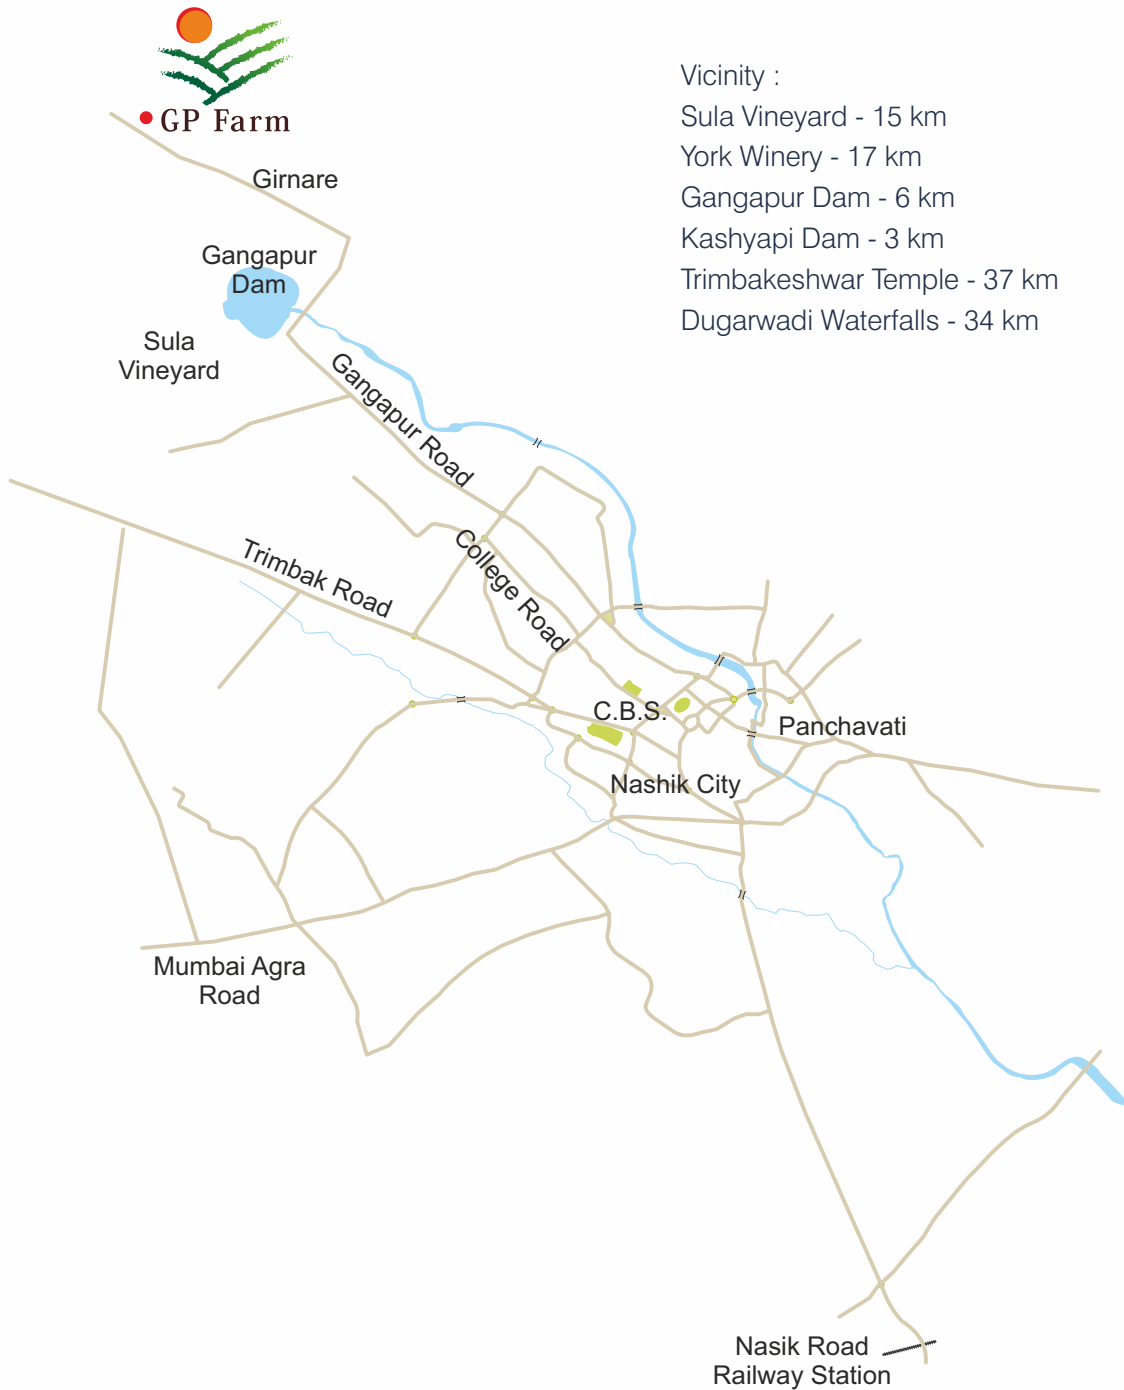 GP Farm
Vicinity :
Sula Vineyard - 15 km
York Winery - 17 km
Gangapur Dam - 6 km
Kashyapi Dam - 3 km
Trimbakeshwar Temple - 37 km
Dugarwadi Waterfalls - 34 km
Girnare
Gangapur
Dam
Sula
Vineyard
Gangapur Road
College Road
Trimbak Road
C.B.S.
Panchavati
Nashik City
Mumbai Agra
Road
Nasik Road
Railway Station